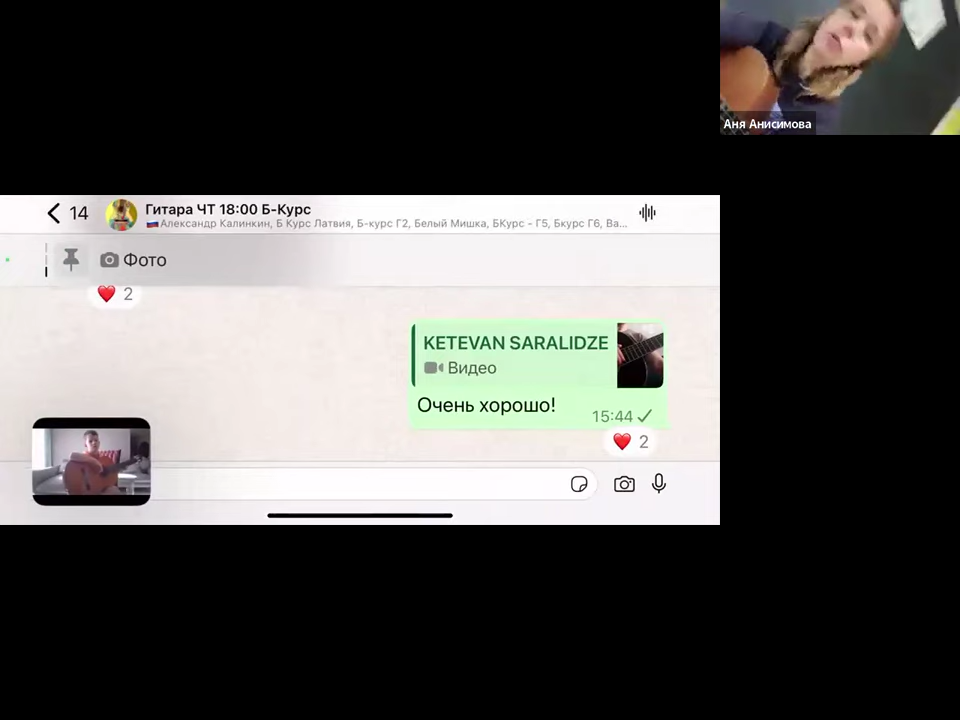 Аня Анисимова
14
Гитара ЧТ 18:00 Б-Курс
Александр Калинкин, Б Курс Латвия, Б-курс Г2, Белый Мишка, БКурс - Г5, Бкурс Г6, Ва...
Фото
2
KETEVAN SARALIDZE
Видео
Очень хорошо!
15:44
2